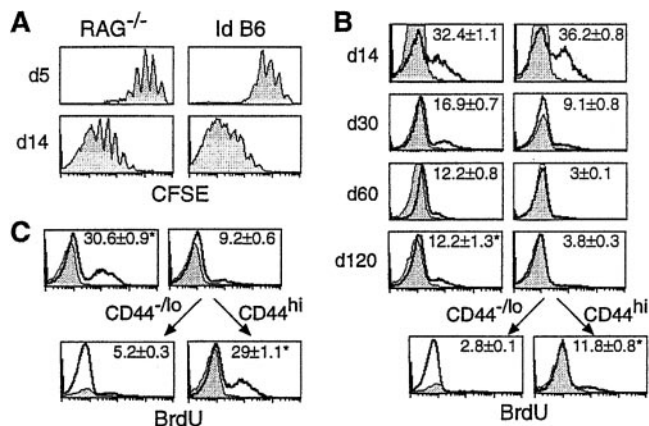 A
RAG-/-
Id B6
d5
d14
CFSE
B
d14
32.4±1.1
36.2±0.8
d30
16.9±0.7
9.1±0.8
d60
12.2±0.8
3±0.1
d120
12.2±1.3*
3.8±0.3
CD44-/lo
CD44hi
2.8±0.1
11.8±0.8*
BrdU
C
30.6±0.9*
9.2±0.6
CD44-/lo
CD44hi
5.2±0.3
29±1.1*
BrdU